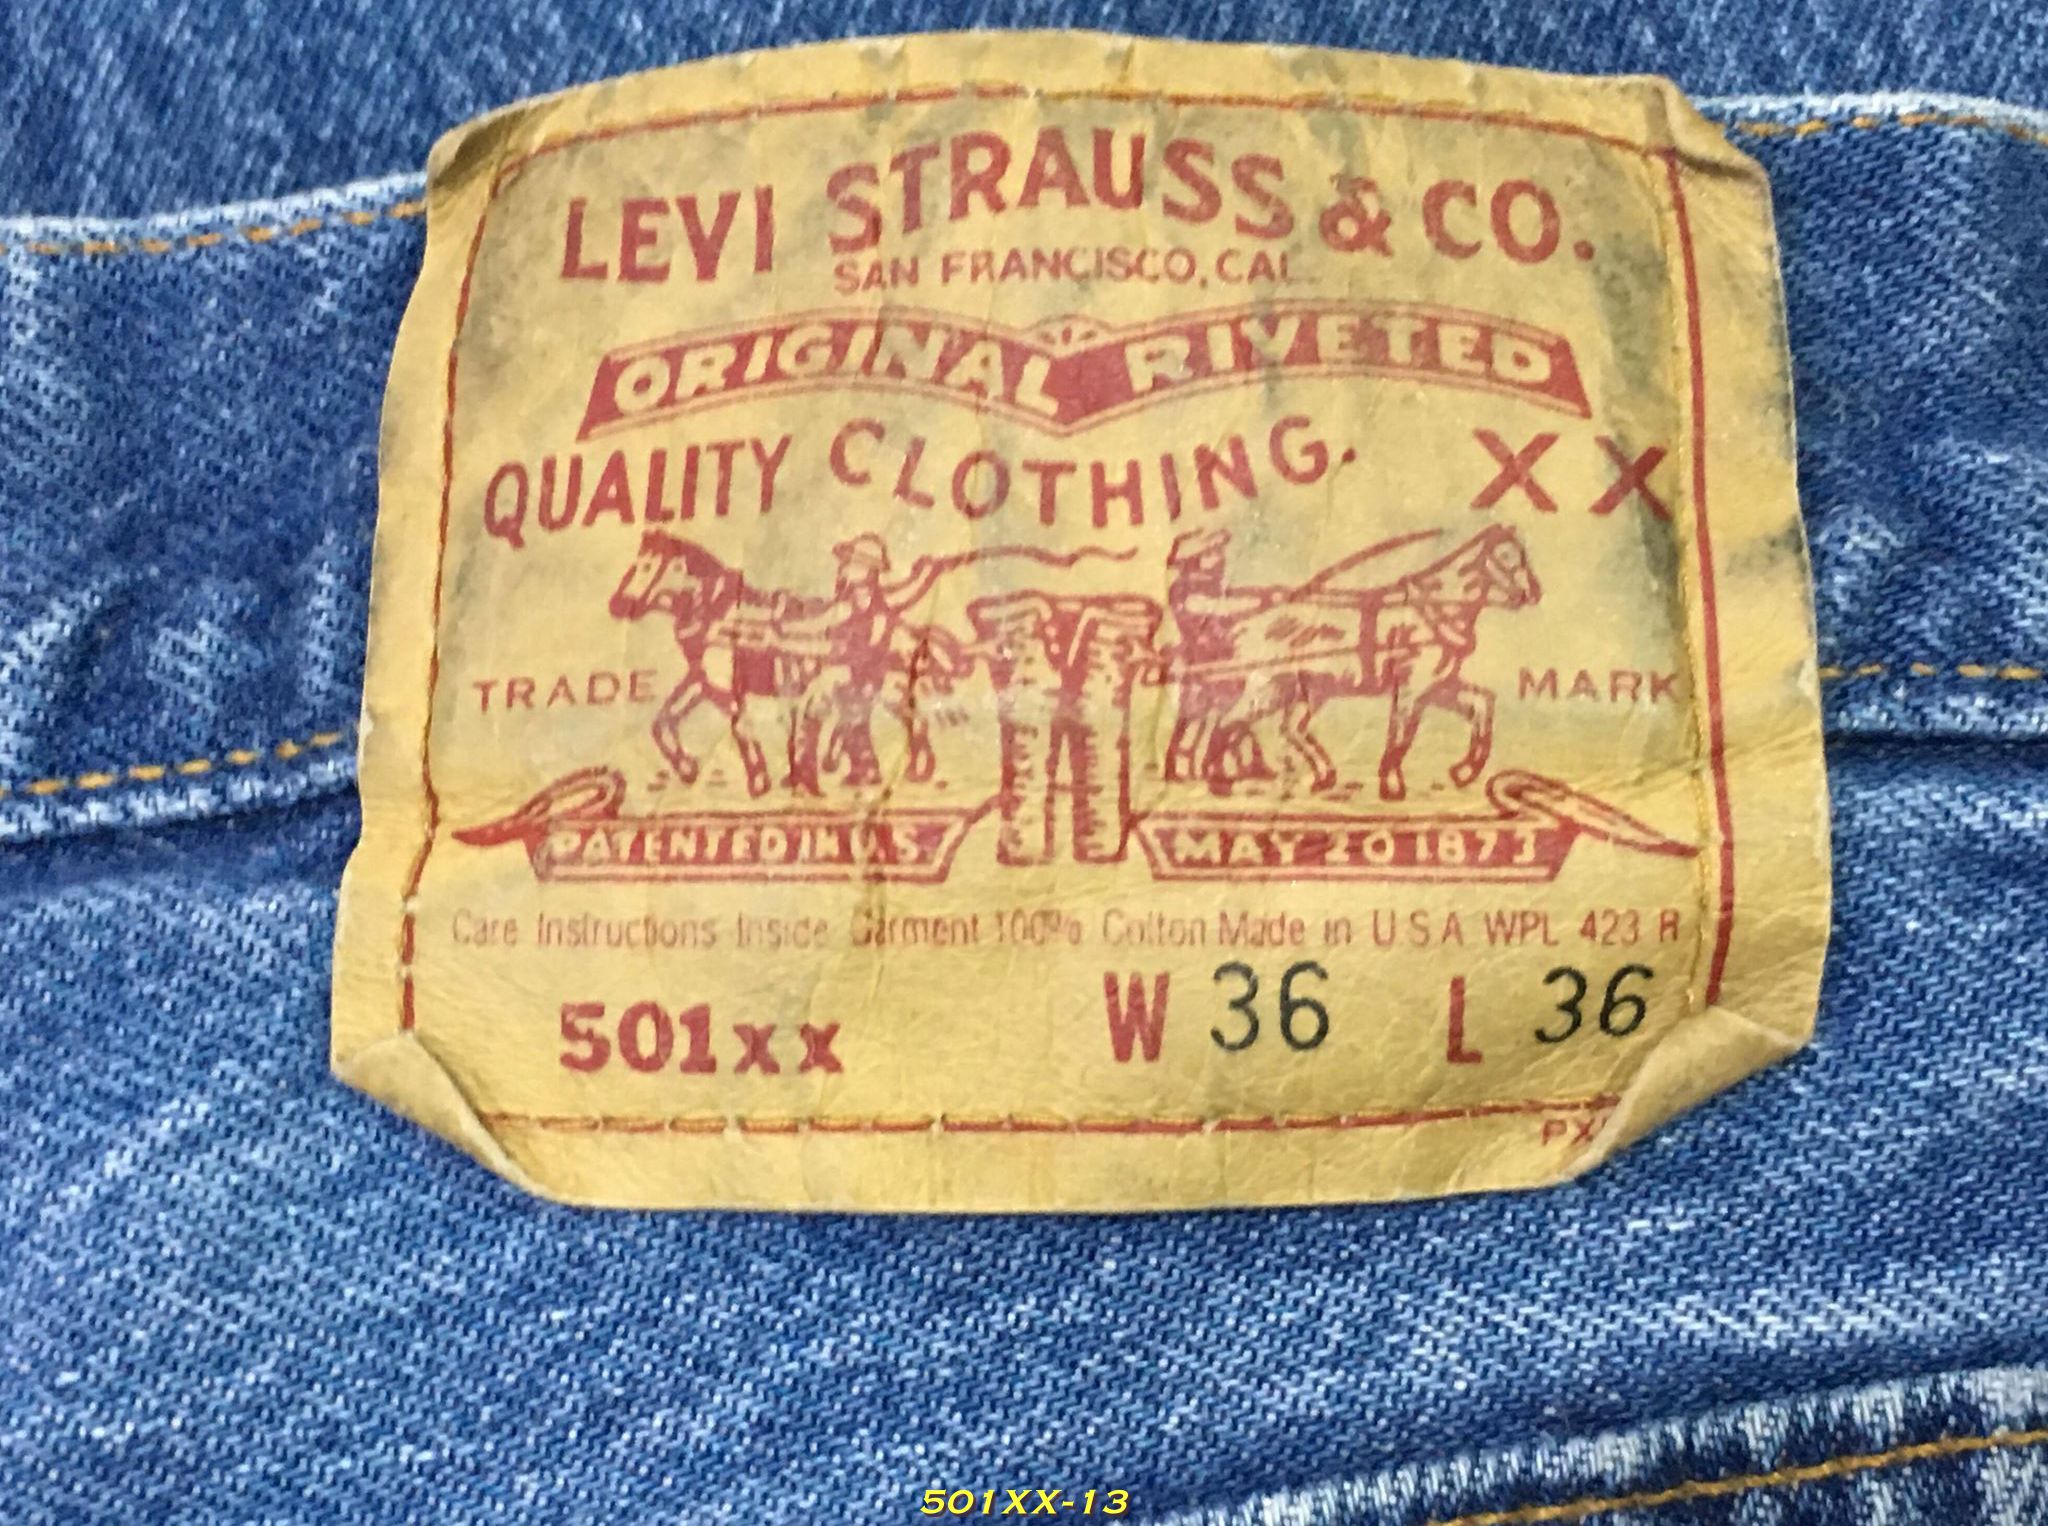 LEVI STRAUSS & CO.
SAN FRANCISCO, CAL.
ORIGINAL RIVETED
QUALITY CLOTHING. XX
TRADE MARK
PATENTED IN U.S. MAY 20 1873
Care Instructions Inside Garment 100% Cotton Made in U S A WPL 423 R
501xx W 36 L 36
501XX-13